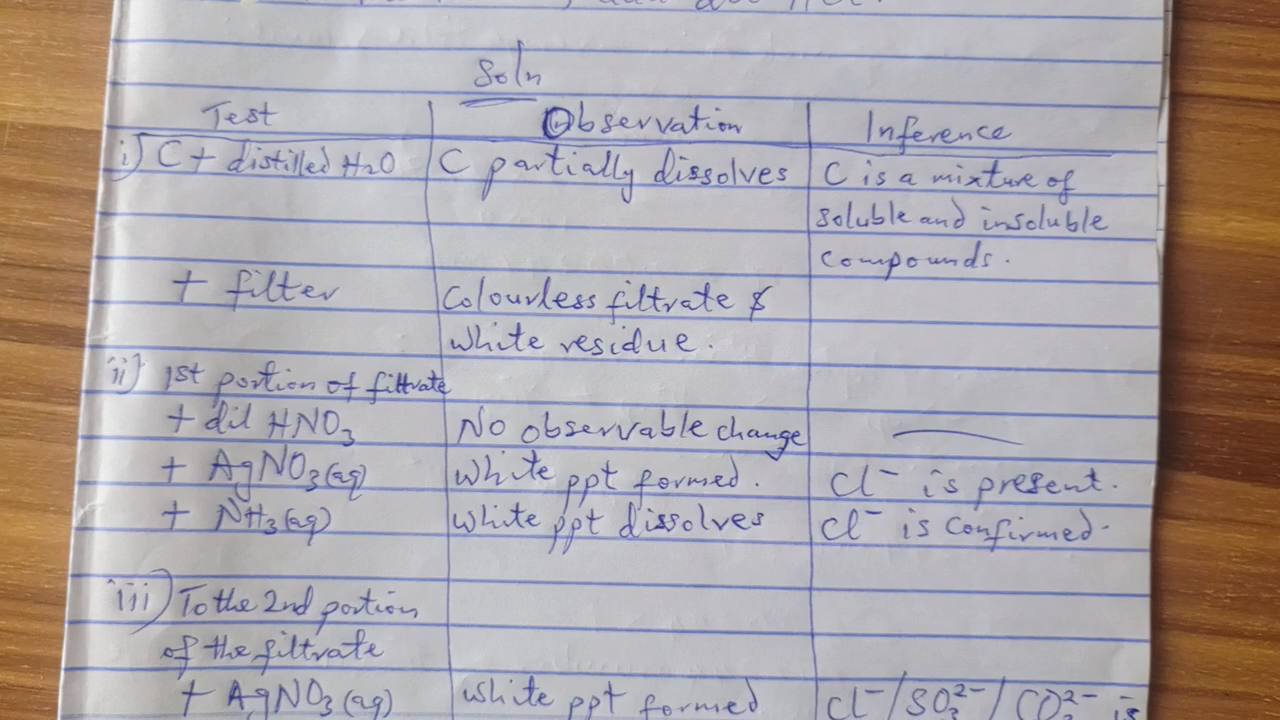 Soln
Test Observation Inference
i) C + distilled H2O C partially dissolves C is a mixture of
soluble and insoluble
compounds.
+ filter Colourless filtrate &
white residue.
ii) 1st portion of filtrate
+ dil HNO3 No observable change —
+ AgNO3(aq) White ppt formed. Cl⁻ is present.
+ NH3(aq) White ppt dissolves Cl⁻ is confirmed.
iii) To the 2nd portion
of the filtrate
+ AgNO3(aq) White ppt formed Cl⁻/SO3²⁻/CO3²⁻ is